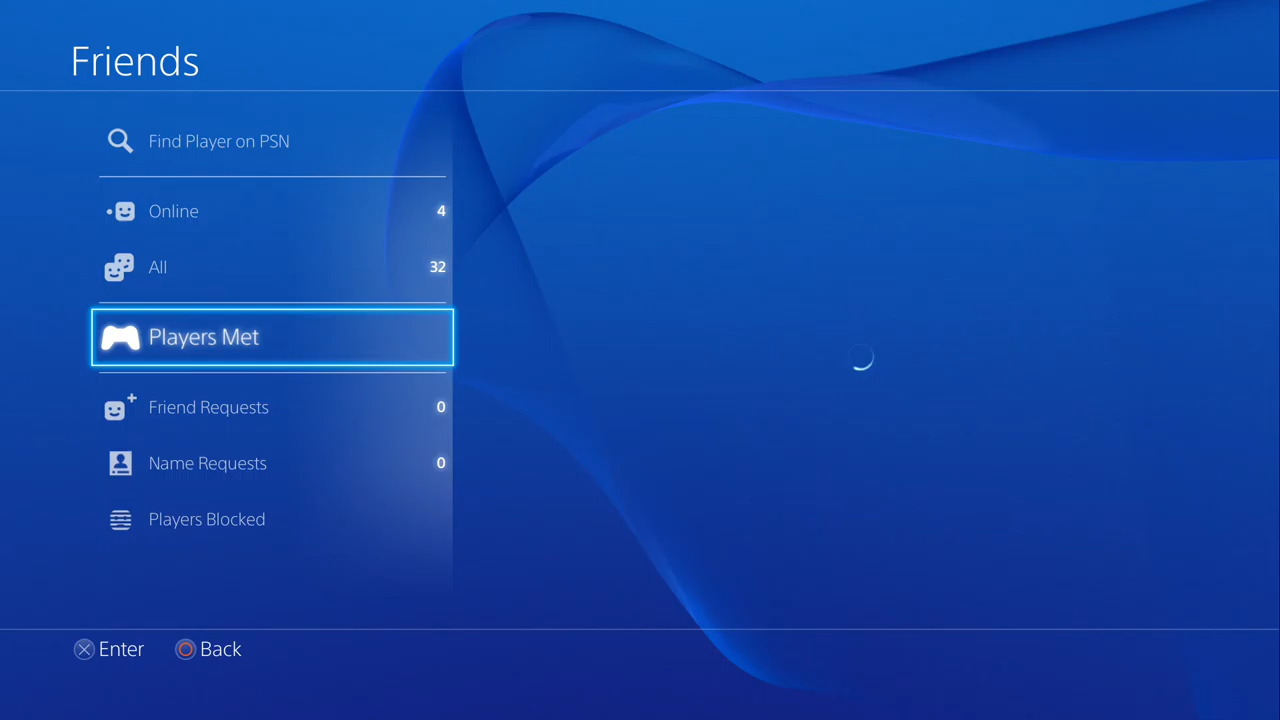 Friends
Find Player on PSN
Online 4
All 32
Players Met
Friend Requests 0
Name Requests 0
Players Blocked
Enter Back